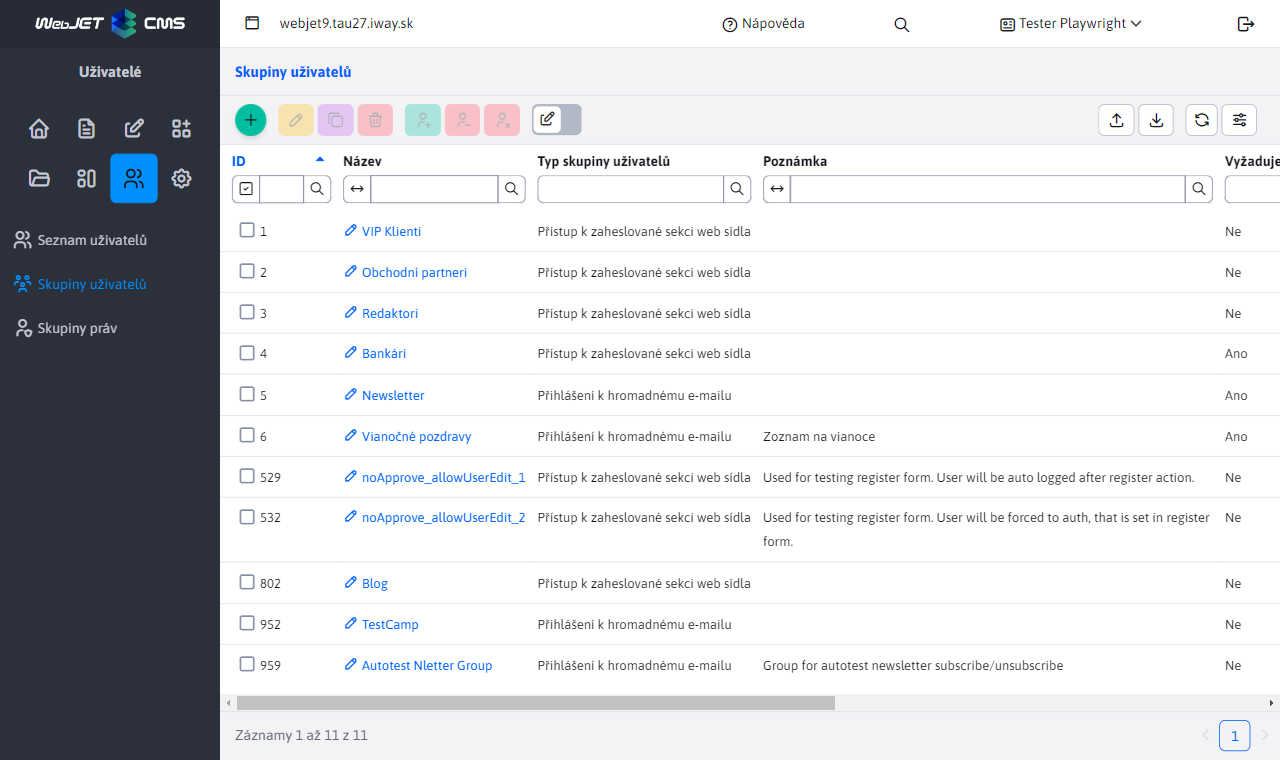 WebJET CMS
webjet9.tau27.iway.sk
Nápověda
Tester Playwright
Uživatelé
Seznam uživatelů
Skupiny uživatelů
Skupiny práv
Skupiny uživatelů
ID Název Typ skupiny uživatelů Poznámka Vyžaduje
1 VIP Klienti Přístup k zaheslované sekci web sídla Ne
2 Obchodní partneri Přístup k zaheslované sekci web sídla Ne
3 Redaktori Přístup k zaheslované sekci web sídla Ne
4 Bankári Přístup k zaheslované sekci web sídla Ano
5 Newsletter Přihlášení k hromadnému e-mailu Ano
6 Vianočné pozdravy Přihlášení k hromadnému e-mailu Zoznam na vianoce Ano
529 noApprove_allowUserEdit_1 Přístup k zaheslované sekci web sídla Used for testing register form. User will be auto logged after register action. Ne
532 noApprove_allowUserEdit_2 Přístup k zaheslované sekci web sídla Used for testing register form. User will be forced to auth, that is set in register Ne
form.
802 Blog Přístup k zaheslované sekci web sídla Ne
952 TestCamp Přihlášení k hromadnému e-mailu Ne
959 Autotest Nletter Group Přihlášení k hromadnému e-mailu Group for autotest newsletter subscribe/unsubscribe Ne
Záznamy 1 až 11 z 11
1